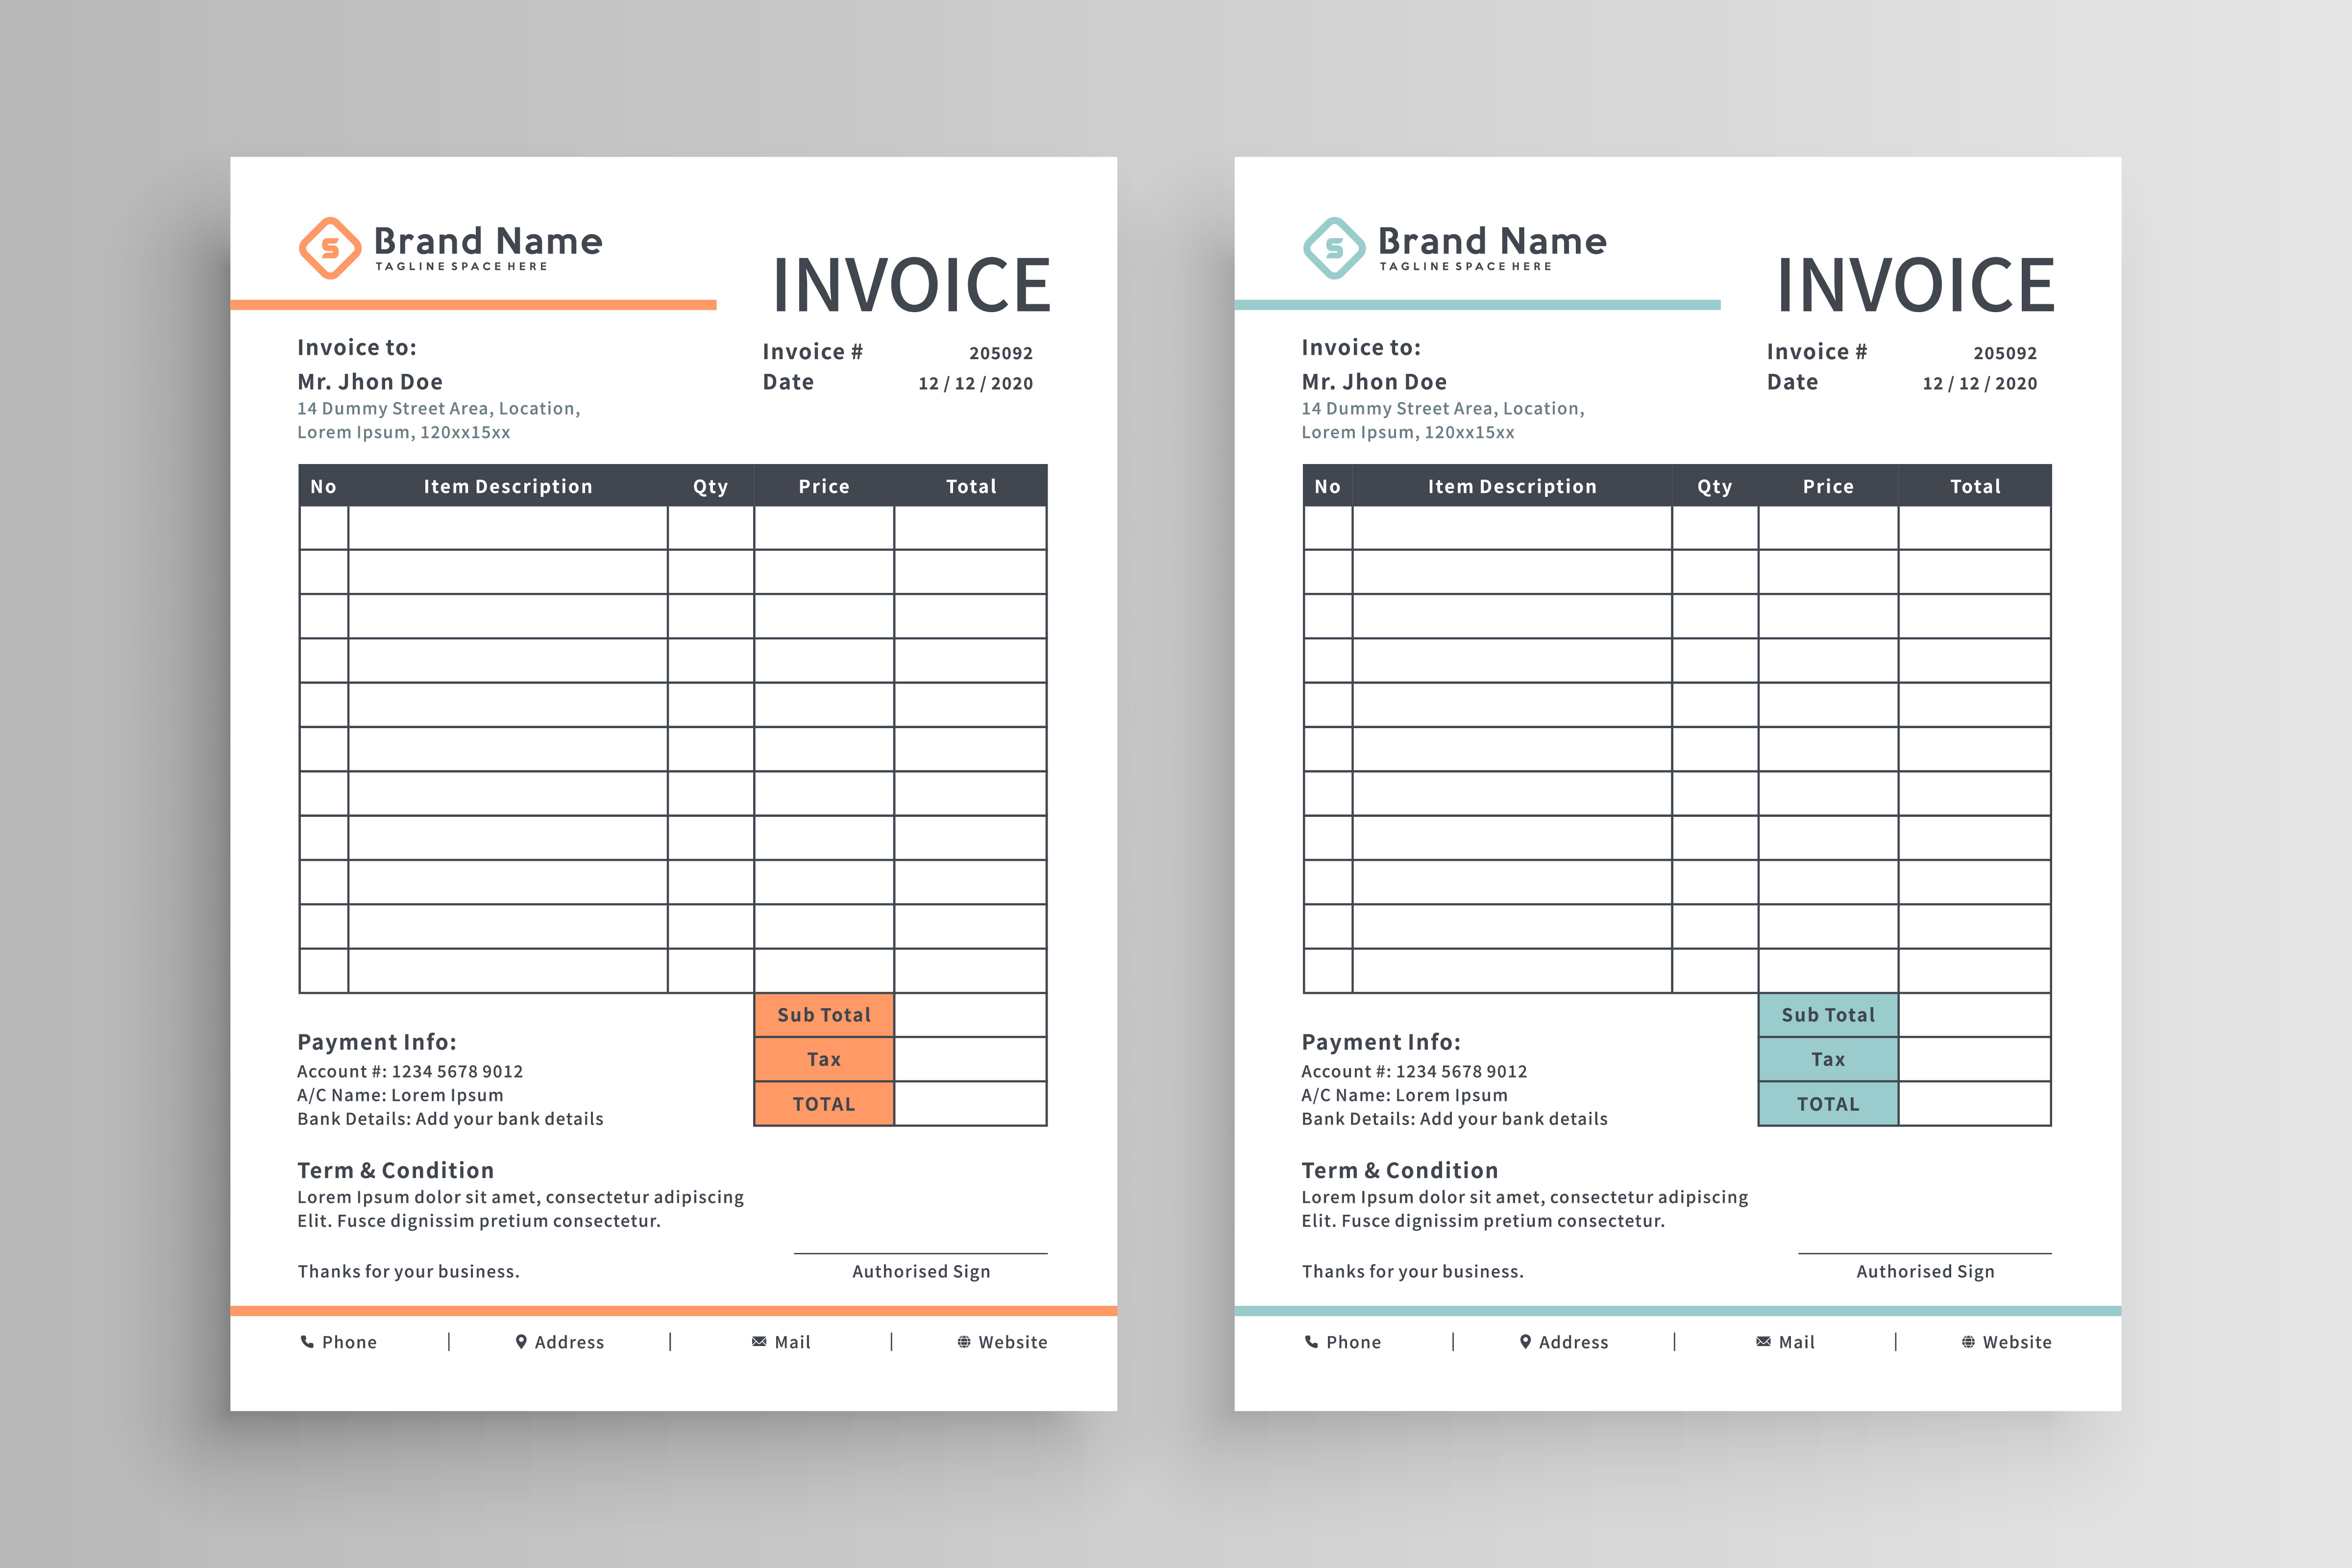 Brand Name
TAGLINE SPACE HERE
INVOICE
Invoice to:
Mr. Jhon Doe
14 Dummy Street Area, Location,
Lorem Ipsum, 120xx15xx
Invoice # 205092
Date 12 / 12 / 2020
No Item Description Qty Price Total
Sub Total
Tax
TOTAL
Payment Info:
Account #: 1234 5678 9012
A/C Name: Lorem Ipsum
Bank Details: Add your bank details
Term & Condition
Lorem Ipsum dolor sit amet, consectetur adipiscing
Elit. Fusce dignissim pretium consectetur.
Thanks for your business.
Authorised Sign
Phone | Address | Mail | Website
Brand Name
TAGLINE SPACE HERE
INVOICE
Invoice to:
Mr. Jhon Doe
14 Dummy Street Area, Location,
Lorem Ipsum, 120xx15xx
Invoice # 205092
Date 12 / 12 / 2020
No Item Description Qty Price Total
Sub Total
Tax
TOTAL
Payment Info:
Account #: 1234 5678 9012
A/C Name: Lorem Ipsum
Bank Details: Add your bank details
Term & Condition
Lorem Ipsum dolor sit amet, consectetur adipiscing
Elit. Fusce dignissim pretium consectetur.
Thanks for your business.
Authorised Sign
Phone | Address | Mail | Website